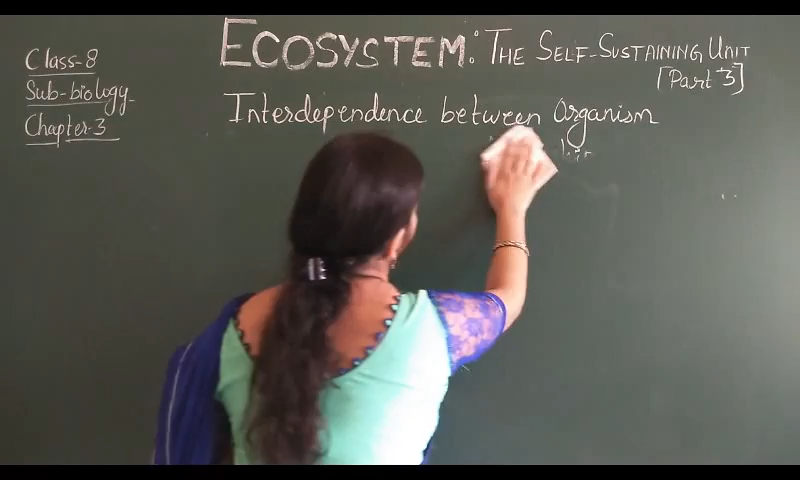 Class-8
Sub-biology
Chapter-3
ECOSYSTEM: THE SELF-SUSTAINING UNIT
[Part 3]
Interdependence between Organism